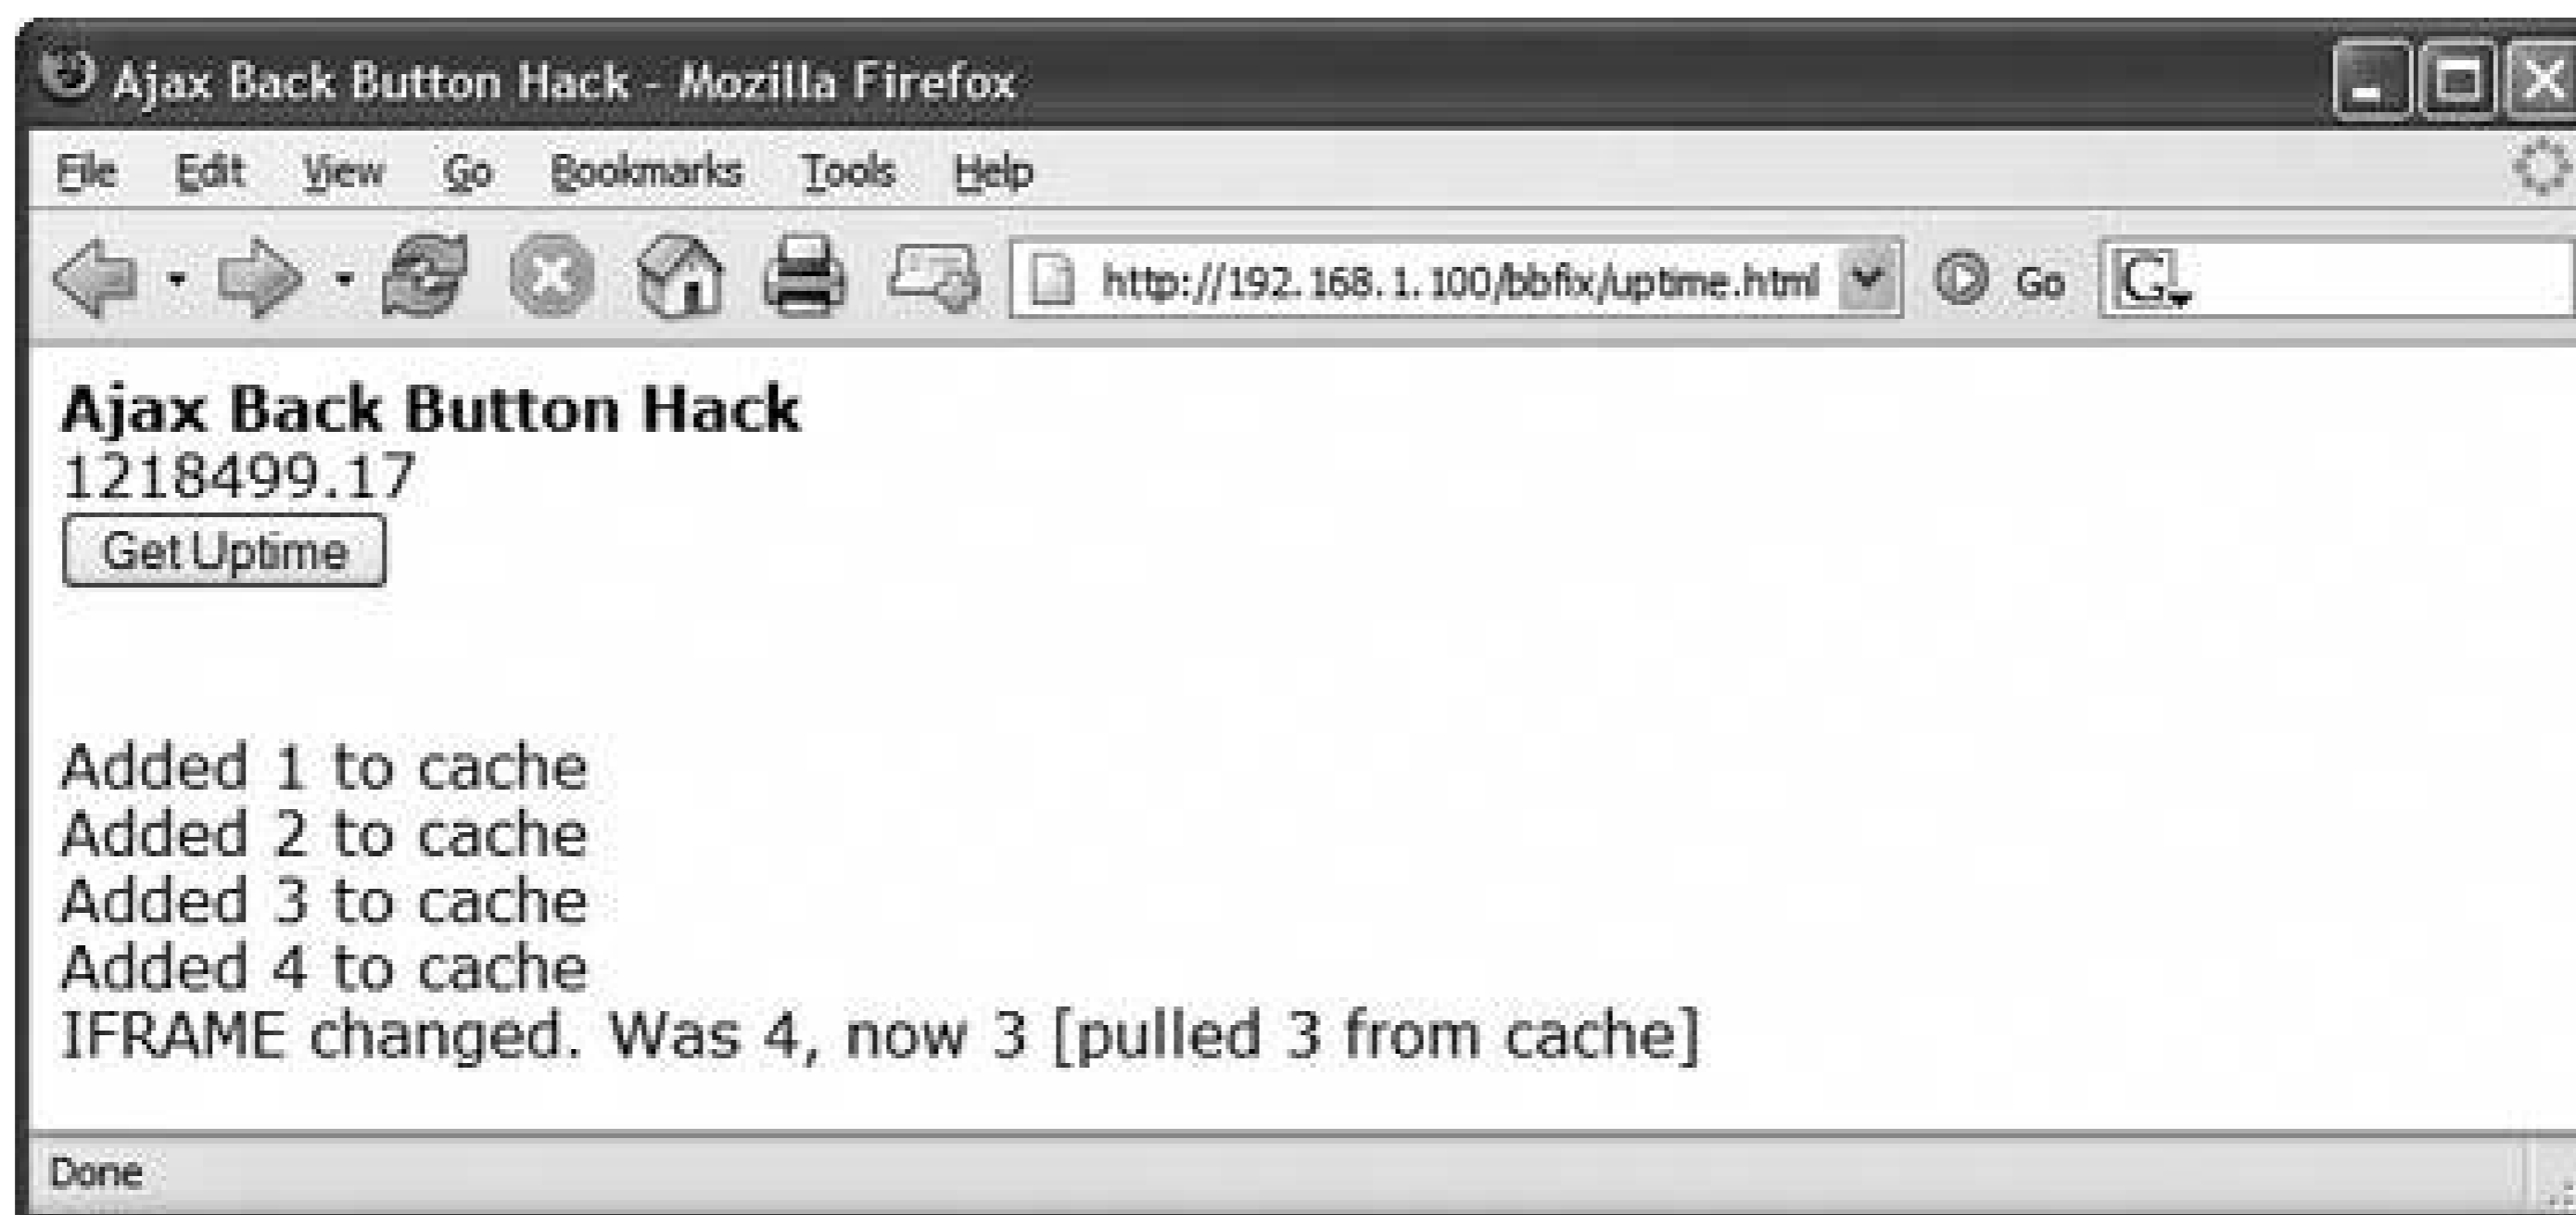 Ajax Back Button Hack - Mozilla Firefox
File Edit View Go Bookmarks Tools Help
http://192.168.1.100/bbfix/uptime.html Go G
Ajax Back Button Hack
1218499.17
Get Uptime
Added 1 to cache
Added 2 to cache
Added 3 to cache
Added 4 to cache
IFRAME changed. Was 4, now 3 [pulled 3 from cache]
Done